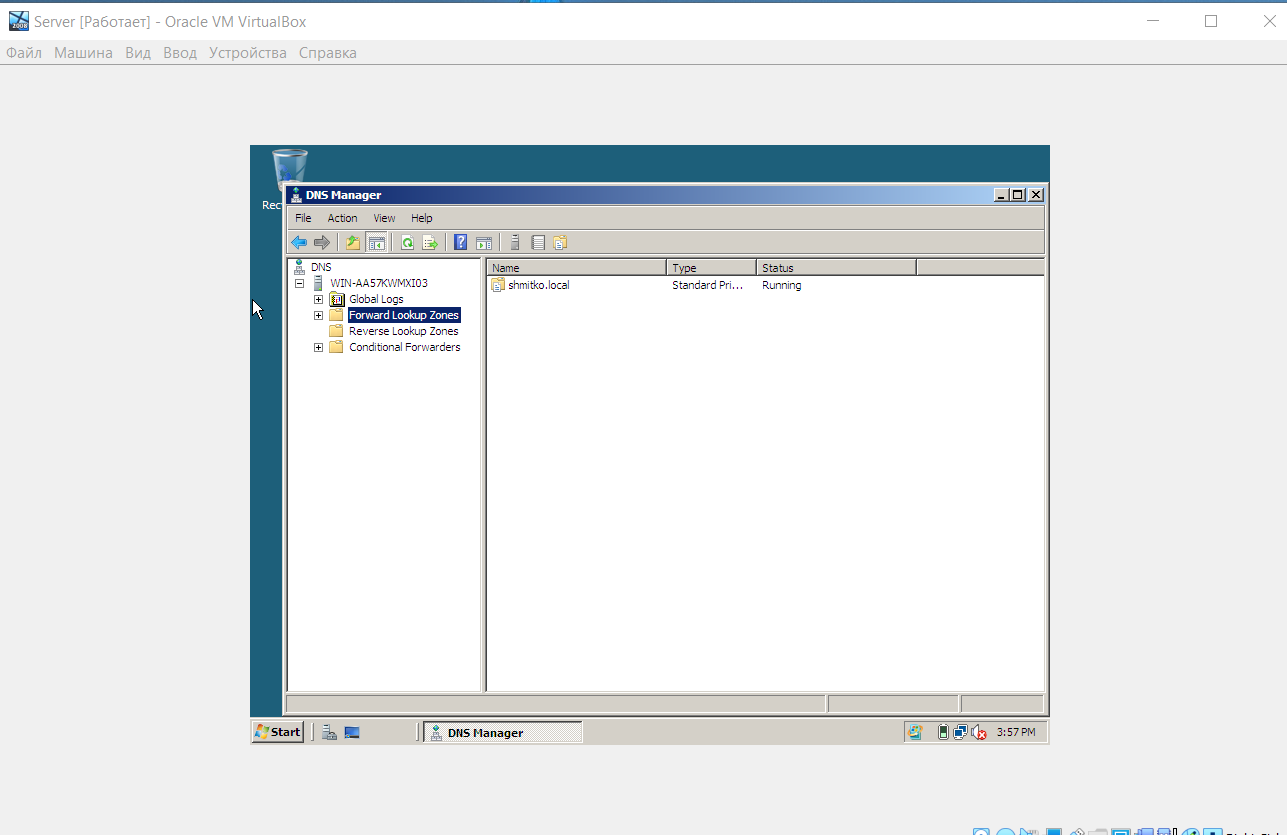 Server [Работает] - Oracle VM VirtualBox
Файл Машина Вид Ввод Устройства Справка
Rec
DNS Manager
File Action View Help
DNS
WIN-AA57KWMXI03
Global Logs
Forward Lookup Zones
Reverse Lookup Zones
Conditional Forwarders
Name Type Status
shmitko.local Standard Pri... Running
Start DNS Manager 3:57 PM